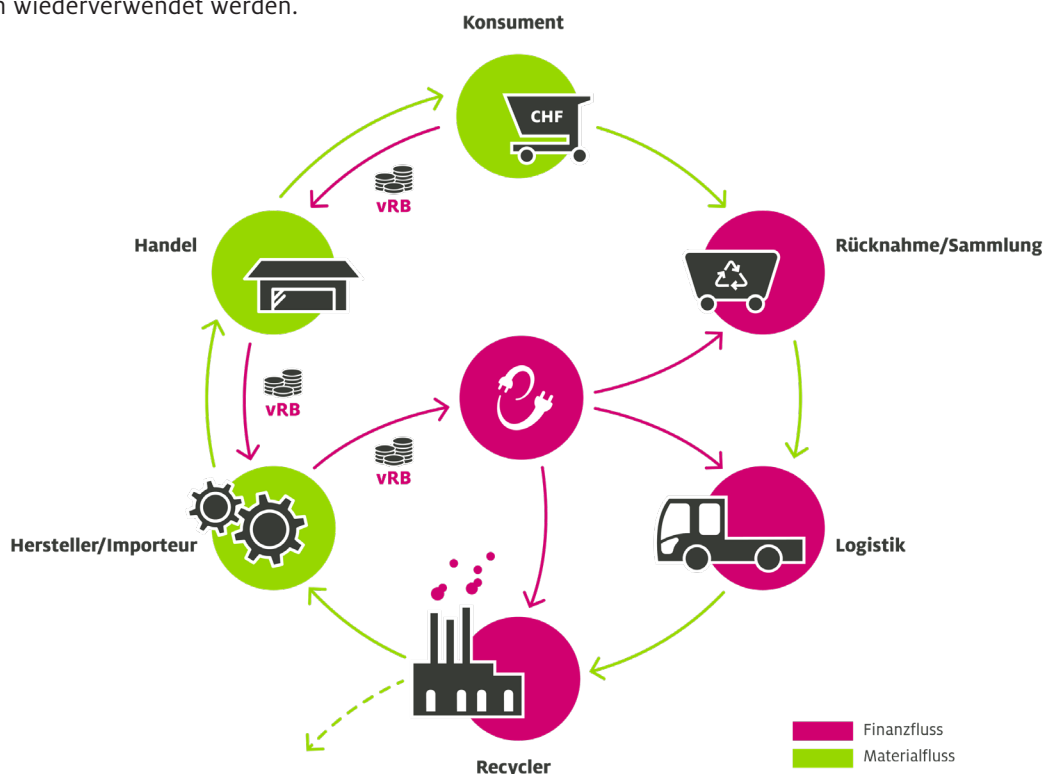 wiederverwendet werden.
Konsument
CHF
vRB
Handel
Rücknahme/Sammlung
vRB
vRB
Hersteller/Importeur
Logistik
Finanzfluss
Materialfluss
Recycler